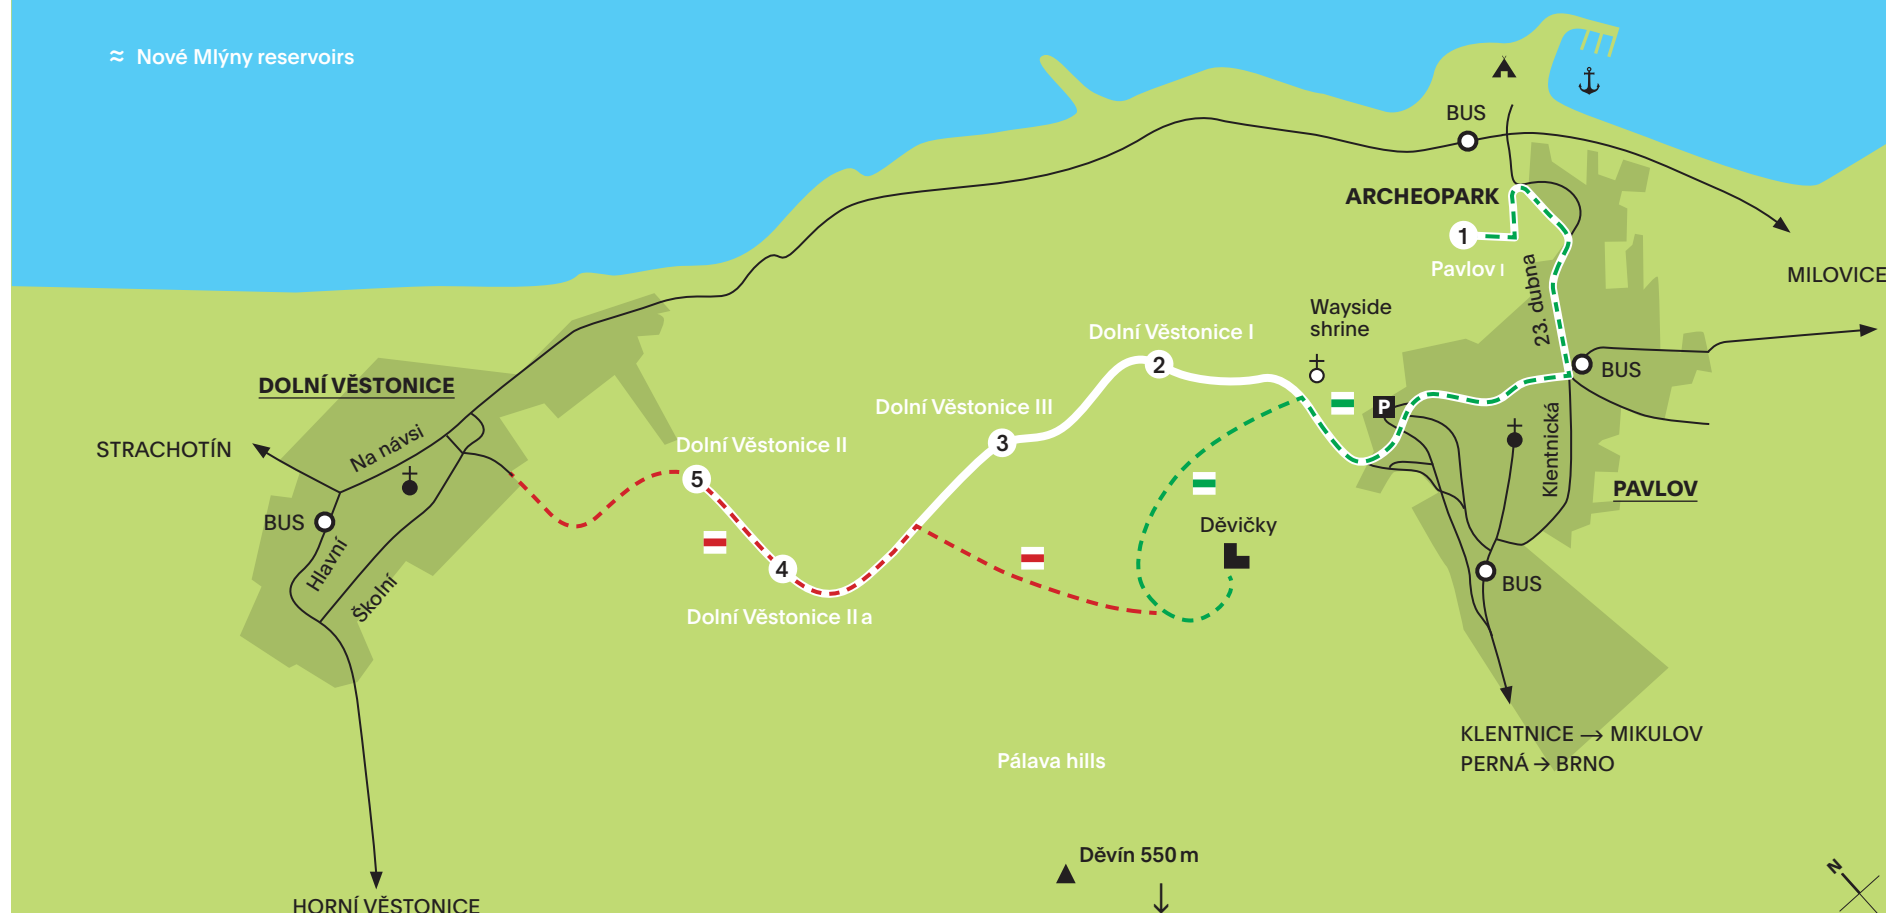 ≈ Nové Mlýny reservoirs
BUS
ARCHEOPARK
1
Pavlov I
MILOVICE
23. dubna
Wayside
shrine
Dolní Věstonice I
2
BUS
DOLNÍ VĚSTONICE
P
Dolní Věstonice III
3
Na návsi
STRACHOTÍN
Dolní Věstonice II
5
Klentnická
PAVLOV
BUS
Děvičky
Hlavní
4
Školní
BUS
Dolní Věstonice II a
KLENTNICE → MIKULOV
PERNÁ → BRNO
Pálava hills
Děvín 550 m
N
HORNÍ VĚSTONICE